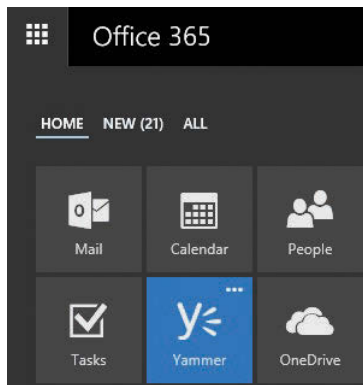 Office 365
HOME NEW (21) ALL
Mail Calendar People
Tasks Yammer OneDrive